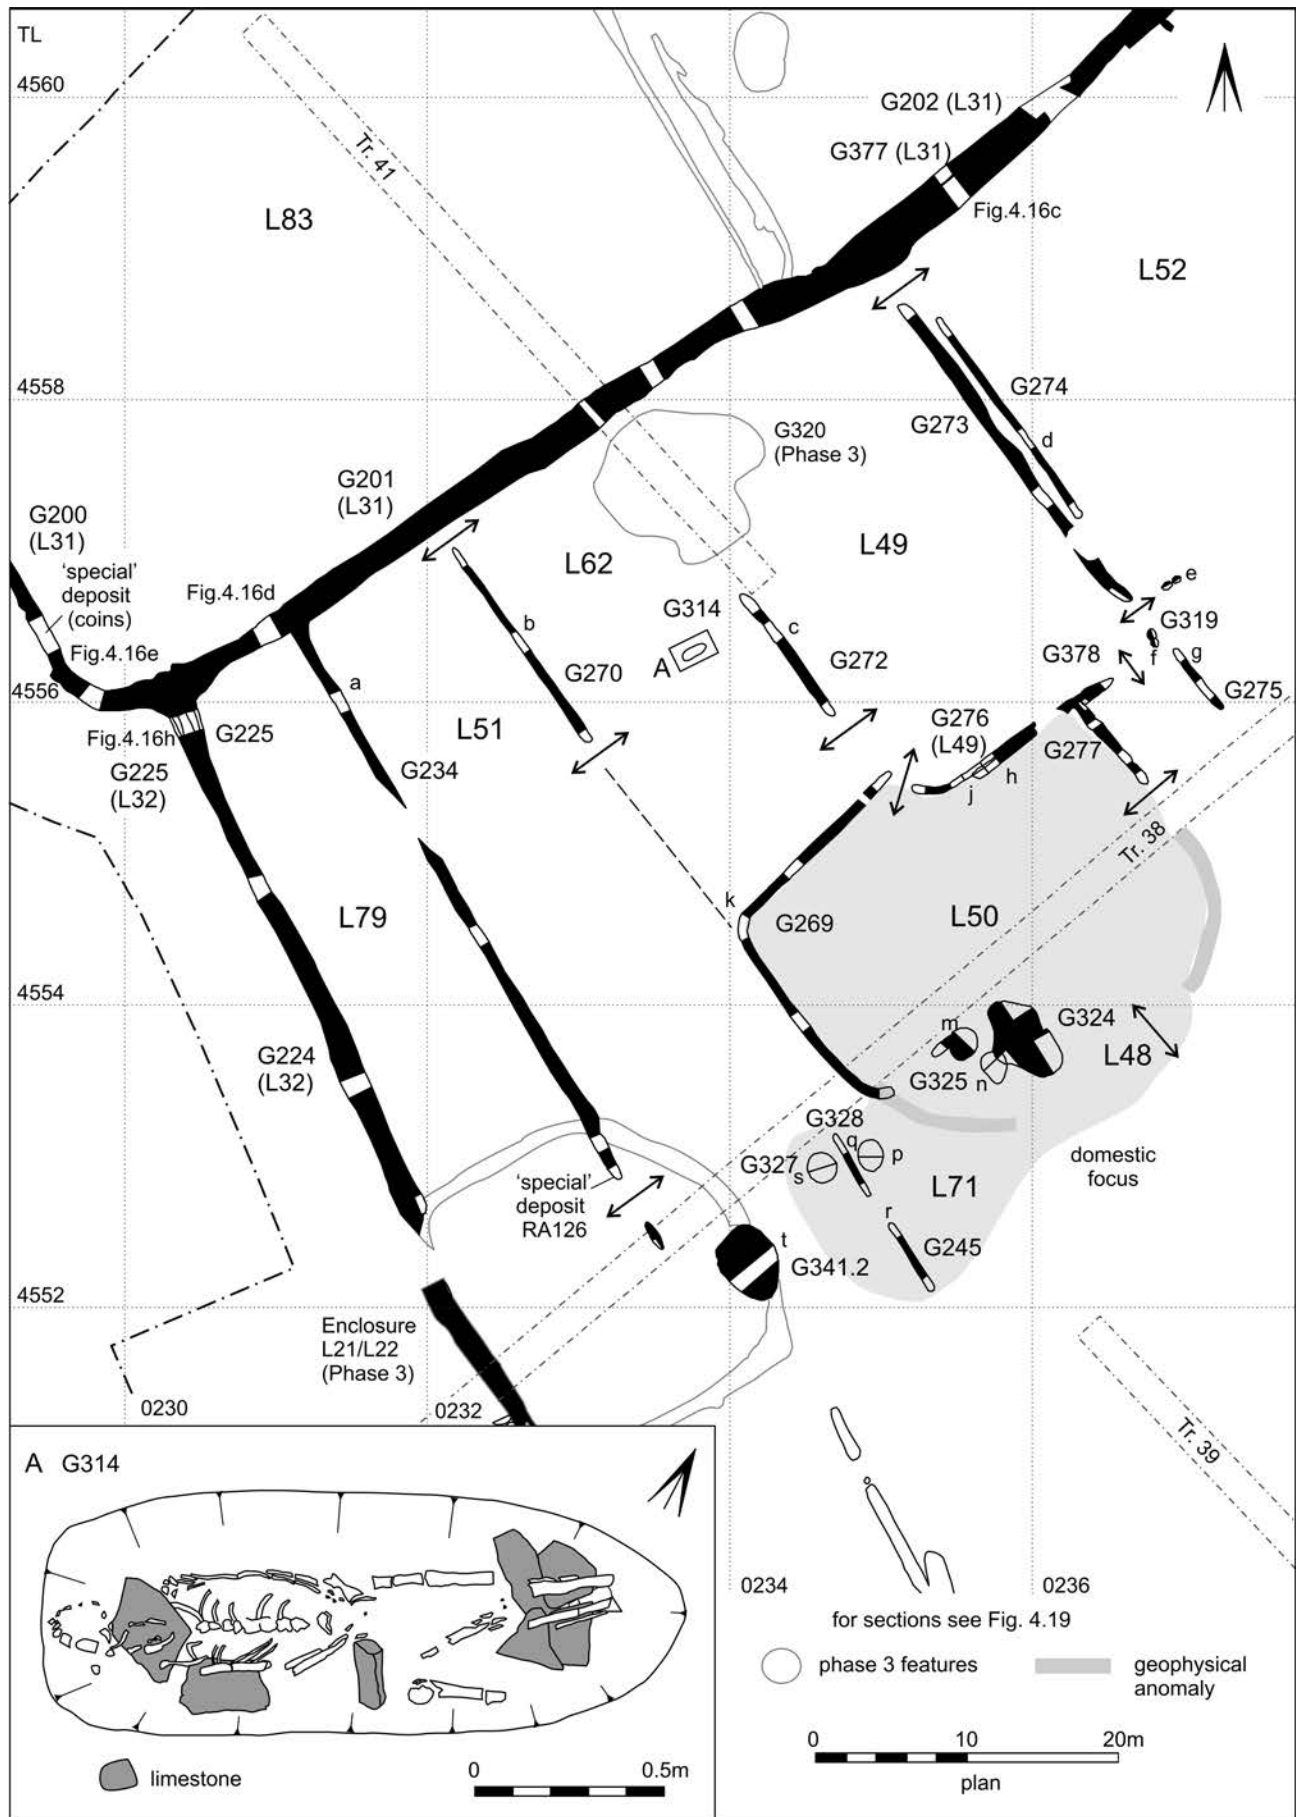 TL
4560
G202 (L31)
Tr. 41
G377 (L31)
L83
Fig.4.16c
L52
4558
G274
G273
d
G320
(Phase 3)
G201
(L31)
G200
(L31)
L49
L62
'special'
deposit
(coins)
Fig.4.16d
e
G314
G319
b
c
f
g
Fig.4.16e
A
G378
G270
G272
4556
a
G275
G225
L51
G276
(L49)
Fig.4.16h
G277
G225
(L32)
G234
h
j
Tr. 38
k
L79
L50
G269
4554
m
G324
L48
G224
(L32)
G325
n
G328
q
p
domestic
focus
G327
s
'special'
deposit
RA126
L71
r
t
G245
G341.2
4552
Enclosure
L21/L22
(Phase 3)
0230
0232
Tr. 39
A G314
0234
0236
for sections see Fig. 4.19
phase 3 features
geophysical
anomaly
0 10 20m
plan
limestone
0 0.5m